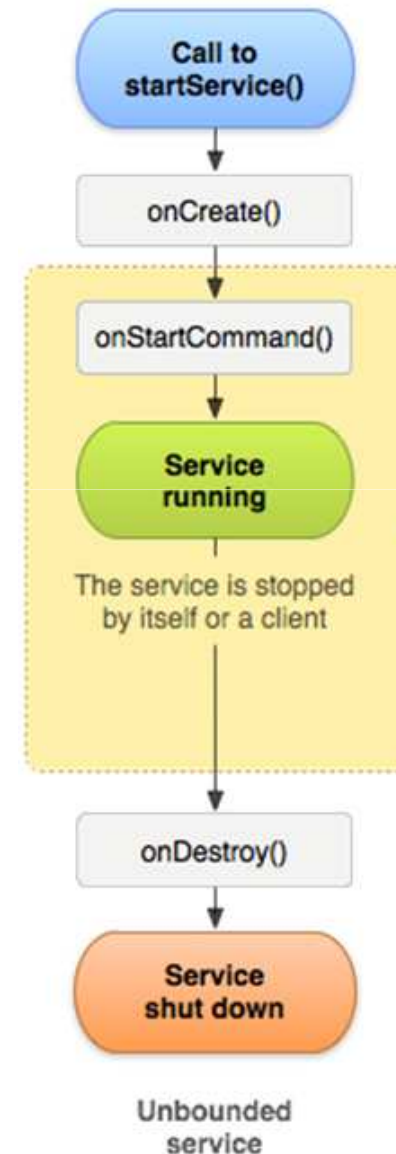 Call to
startService()
onCreate()
onStartCommand()
Service
running
The service is stopped
by itself or a client
onDestroy()
Service
shut down
Unbounded
service